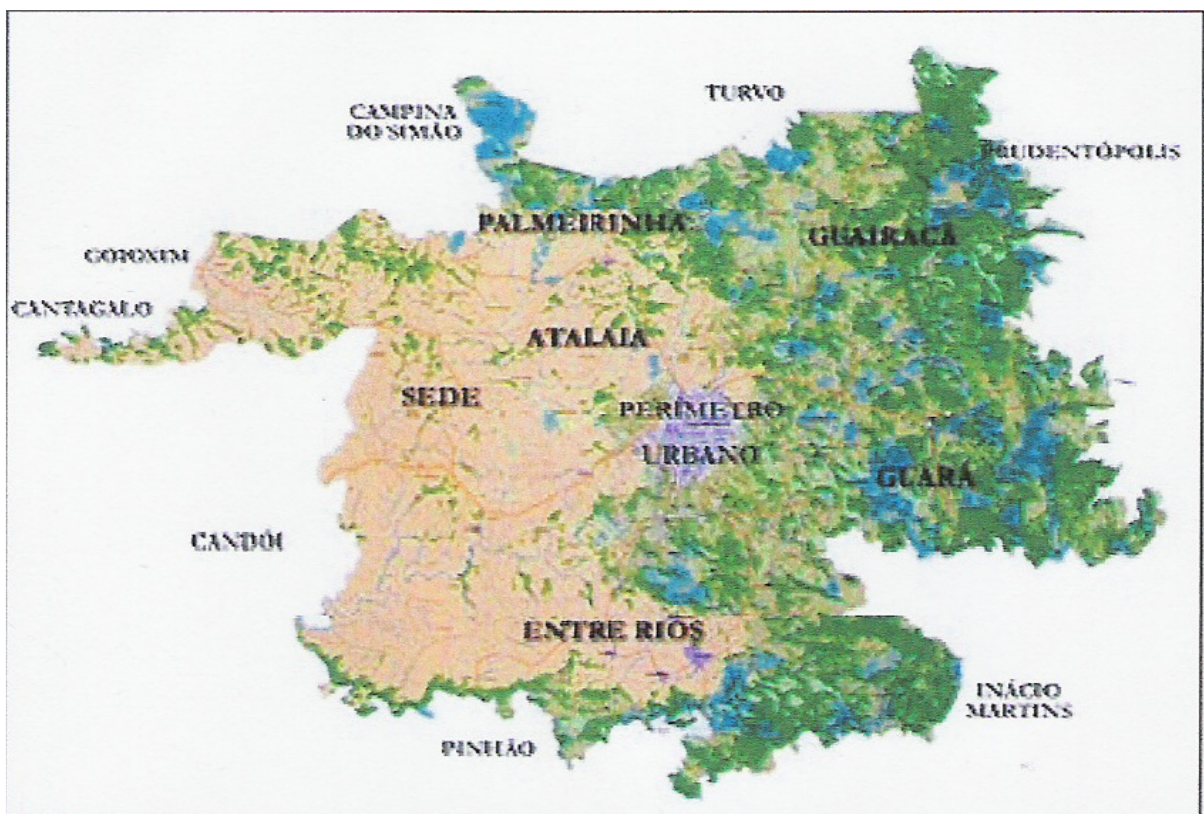 TURVO
CAMPINA
DO SIMÃO
PRUDENTÓPOLIS
PALMEIRINHA
GUAIRACÁ
GOIOXIM
CANTAGALO
ATALAIA
SEDE
PERÍMETRO
URBANO
GUARÁ
CANDÓI
ENTRE RIOS
INÁCIO
MARTINS
PINHÃO